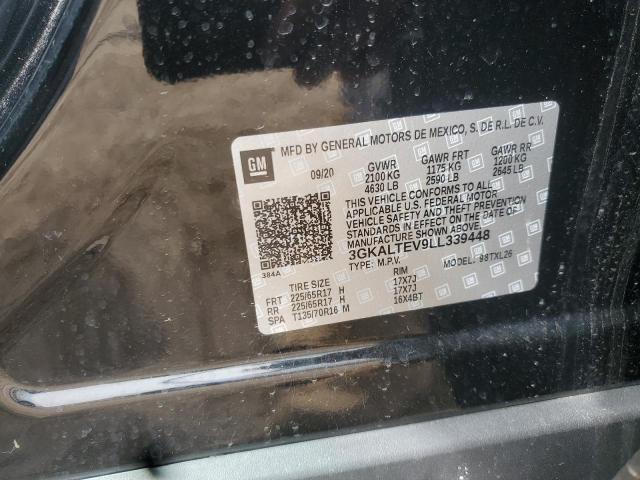 MFD BY GENERAL MOTORS DE MEXICO, S. DE R.L. DE C.V.
GM
09/20
GVWR
2100 KG
4630 LB
GAWR FRT
1175 KG
2590 LB
GAWR RR
1200 KG
2645 LB
THIS VEHICLE CONFORMS TO ALL
APPLICABLE U.S. FEDERAL MOTOR
VEHICLE SAFETY AND THEFT PREVENTION
STANDARDS IN EFFECT ON THE DATE OF
MANUFACTURE SHOWN ABOVE.
3GKALTEV9LL339448
TYPE: M.P.V.
MODEL: 98TXL26
384A
TIRE SIZE RIM
FRT 225/65R17 H 17X7J
RR 225/65R17 H 17X7J
SPA T135/70R16 M 16X4BT